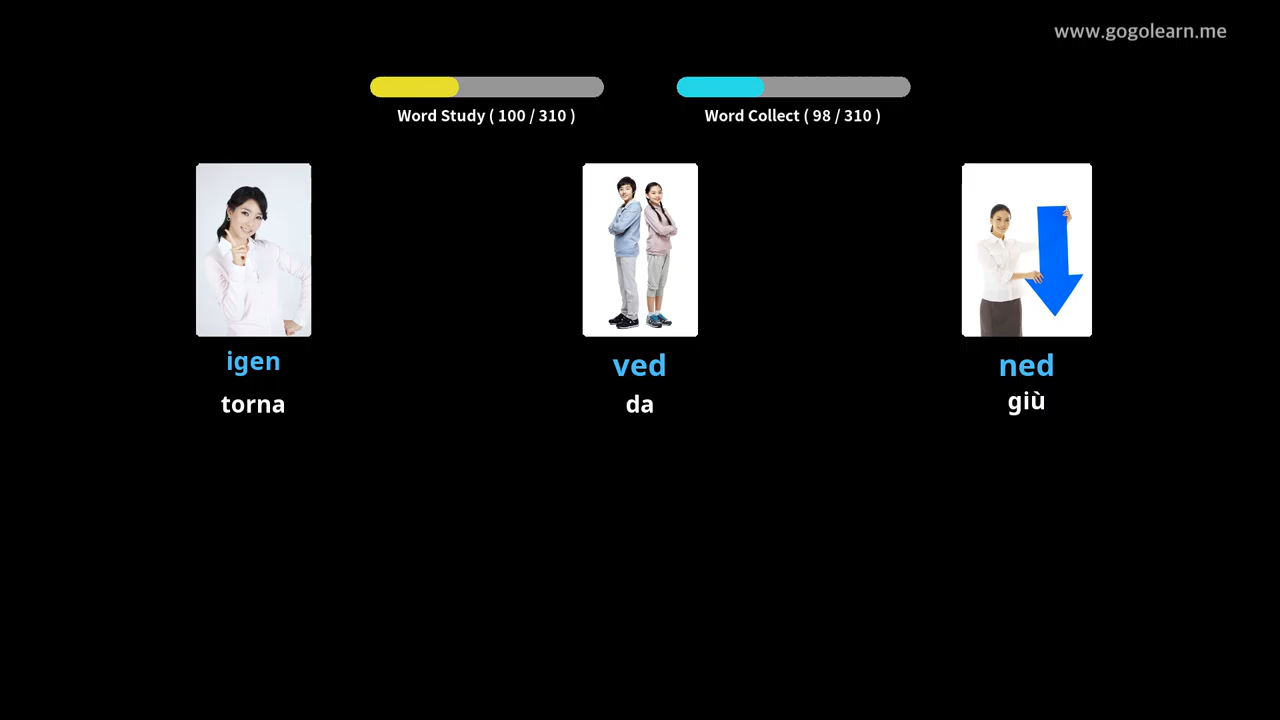 www.gogolearn.me
Word Study ( 100 / 310 )
Word Collect ( 98 / 310 )
igen
torna
ved
da
ned
giù